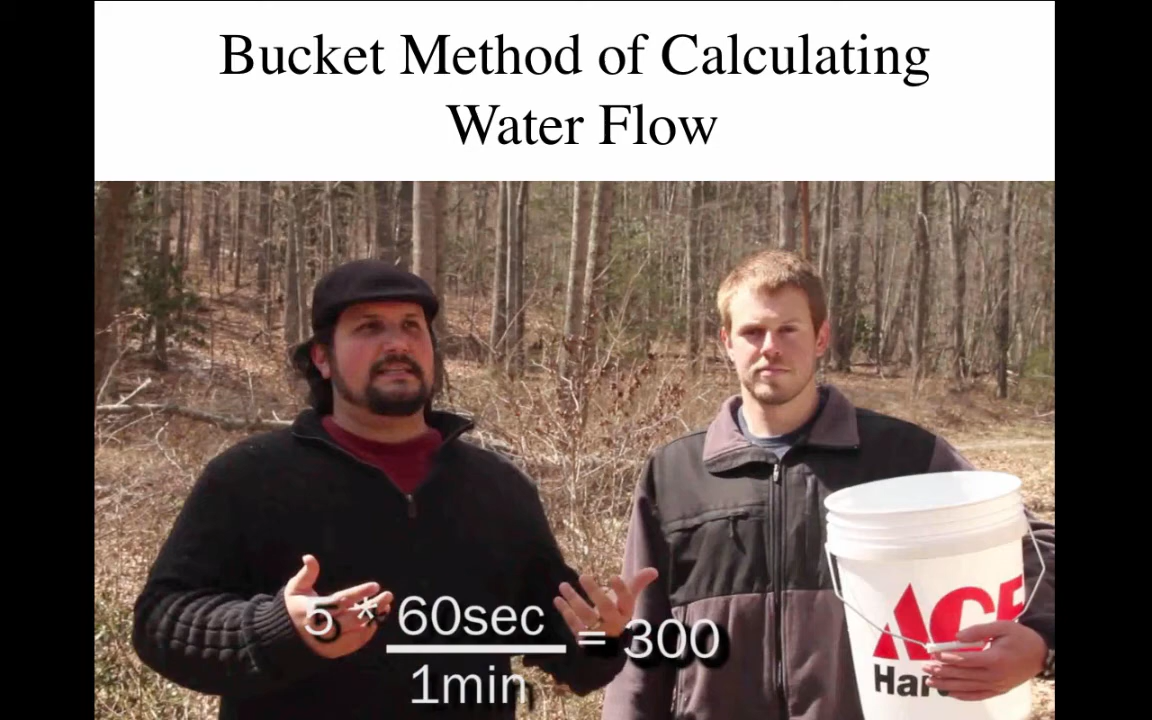 Bucket Method of Calculating
Water Flow
5 * 60sec = 300
1min
ACE